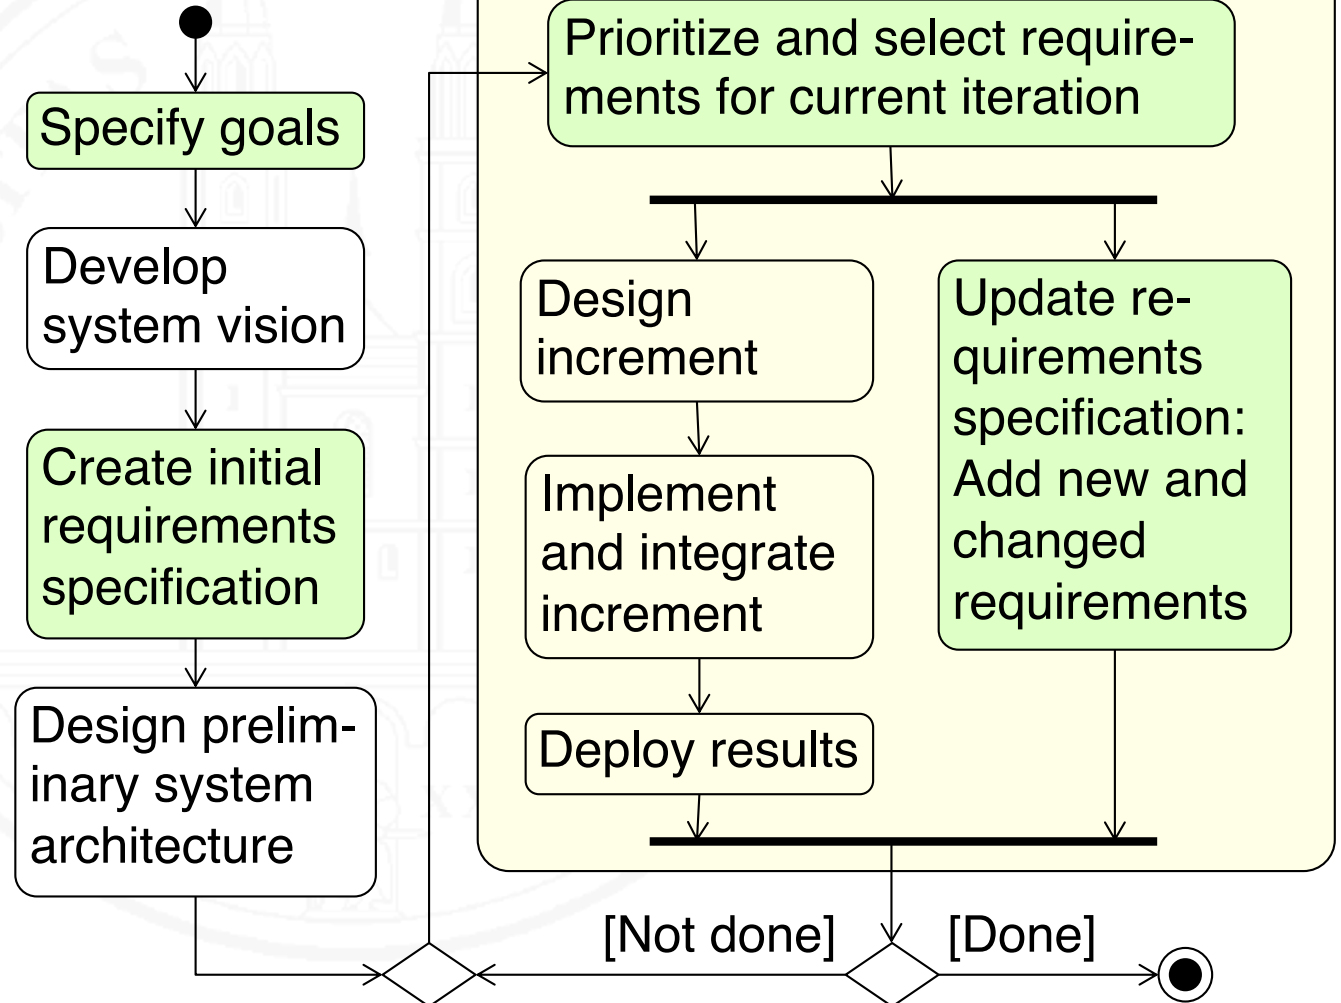 Specify goals
Develop
system vision
Create initial
requirements
specification
Design prelim-
inary system
architecture
Prioritize and select require-
ments for current iteration
Design
increment
Implement
and integrate
increment
Deploy results
Update re-
quirements
specification:
Add new and
changed
requirements
[Not done]
[Done]